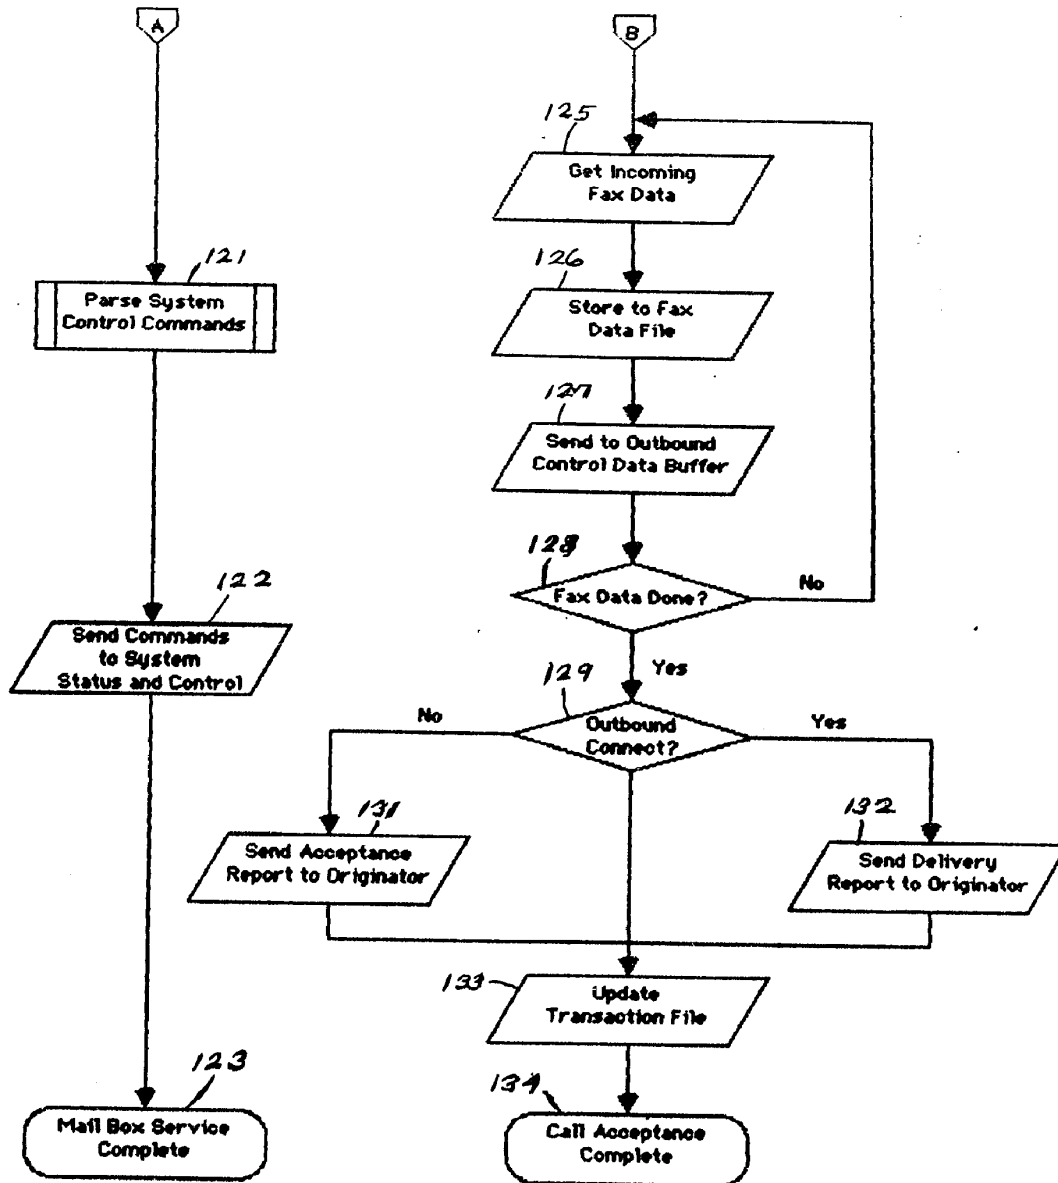 A
121
Parse System
Control Commands
122
Send Commands
to System
Status and Control
123
Mail Box Service
Complete
B
125
Get Incoming
Fax Data
126
Store to Fax
Data File
127
Send to Outbound
Control Data Buffer
128
Fax Data Done?
No
Yes
129
Outbound
Connect?
No
Yes
131
Send Acceptance
Report to Originator
132
Send Delivery
Report to Originator
133
Update
Transaction File
134
Call Acceptance
Complete